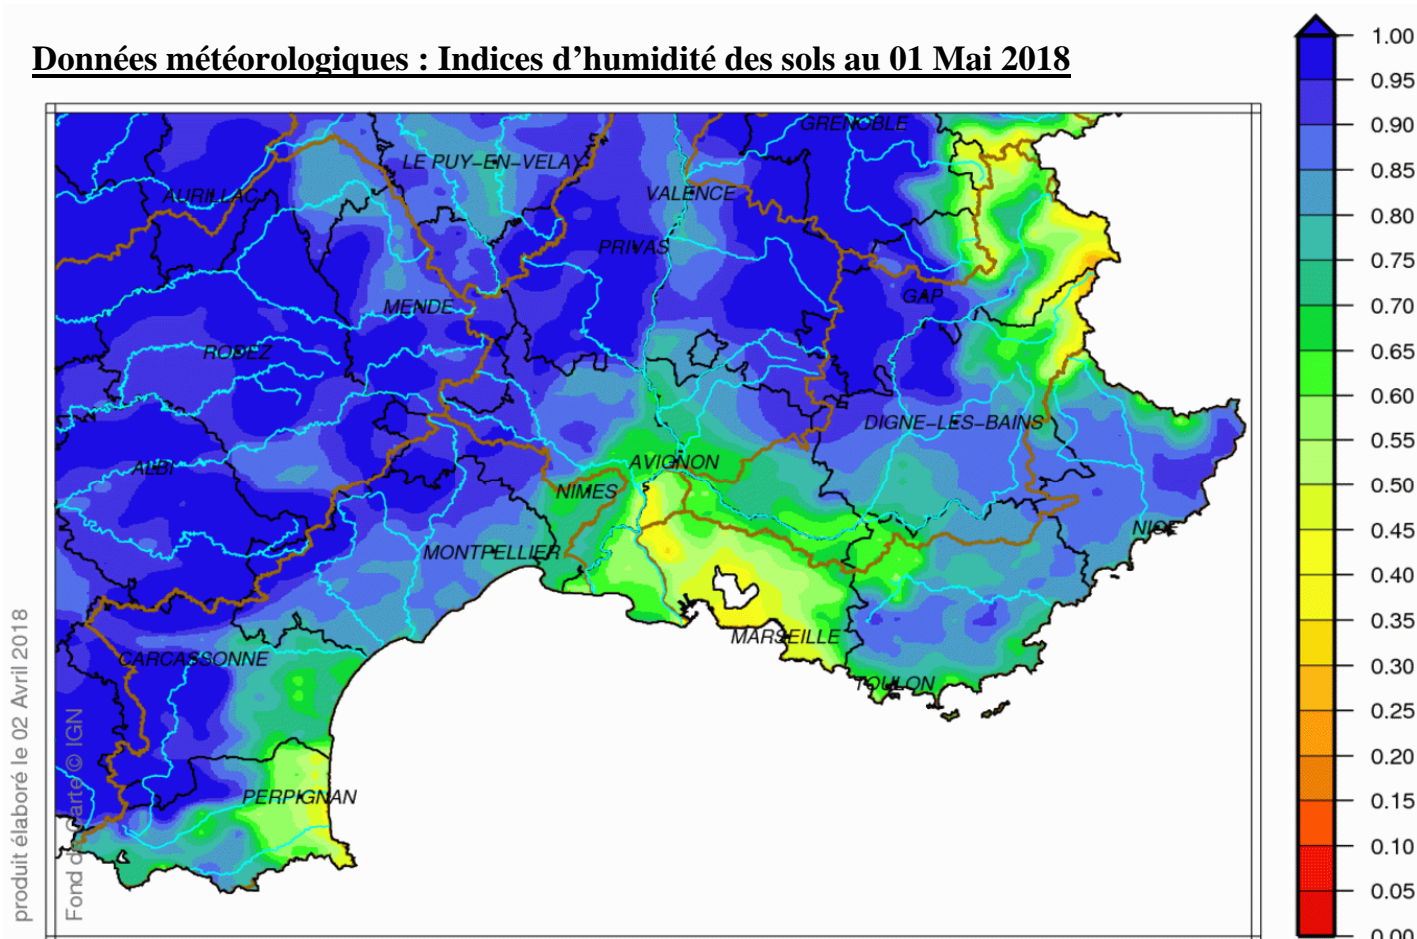 Données météorologiques : Indices d’humidité des sols au 01 Mai 2018
GRENOBLE
LE PUY-EN-VELAY
AURILLAC
VALENCE
PRIVAS
GAP
MENDE
RODEZ
DIGNE-LES-BAINS
ALBI
AVIGNON
NIMES
NICE
MONTPELLIER
MARSEILLE
CARCASSONNE
TOULON
PERPIGNAN
produit élaboré le 02 Avril 2018
Fond de carte © IGN
1.00
0.95
0.90
0.85
0.80
0.75
0.70
0.65
0.60
0.55
0.50
0.45
0.40
0.35
0.30
0.25
0.20
0.15
0.10
0.05
0.00